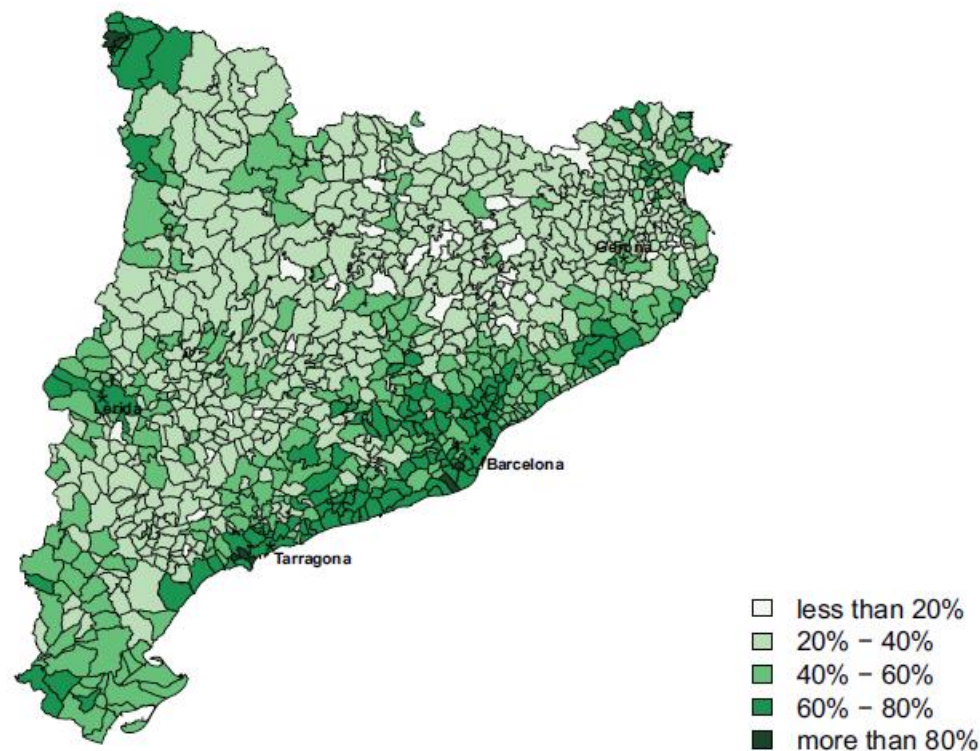 Gerona
Lerida
Barcelona
Tarragona
less than 20%
20% − 40%
40% − 60%
60% − 80%
more than 80%